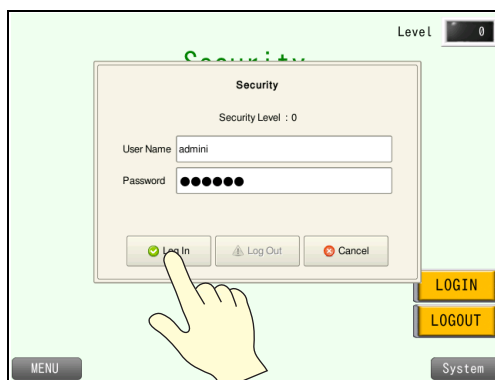 Level 0
Security
Security
Security Level : 0
User Name admini
Password ●●●●●●
Log In Log Out Cancel
LOGIN
LOGOUT
MENU System